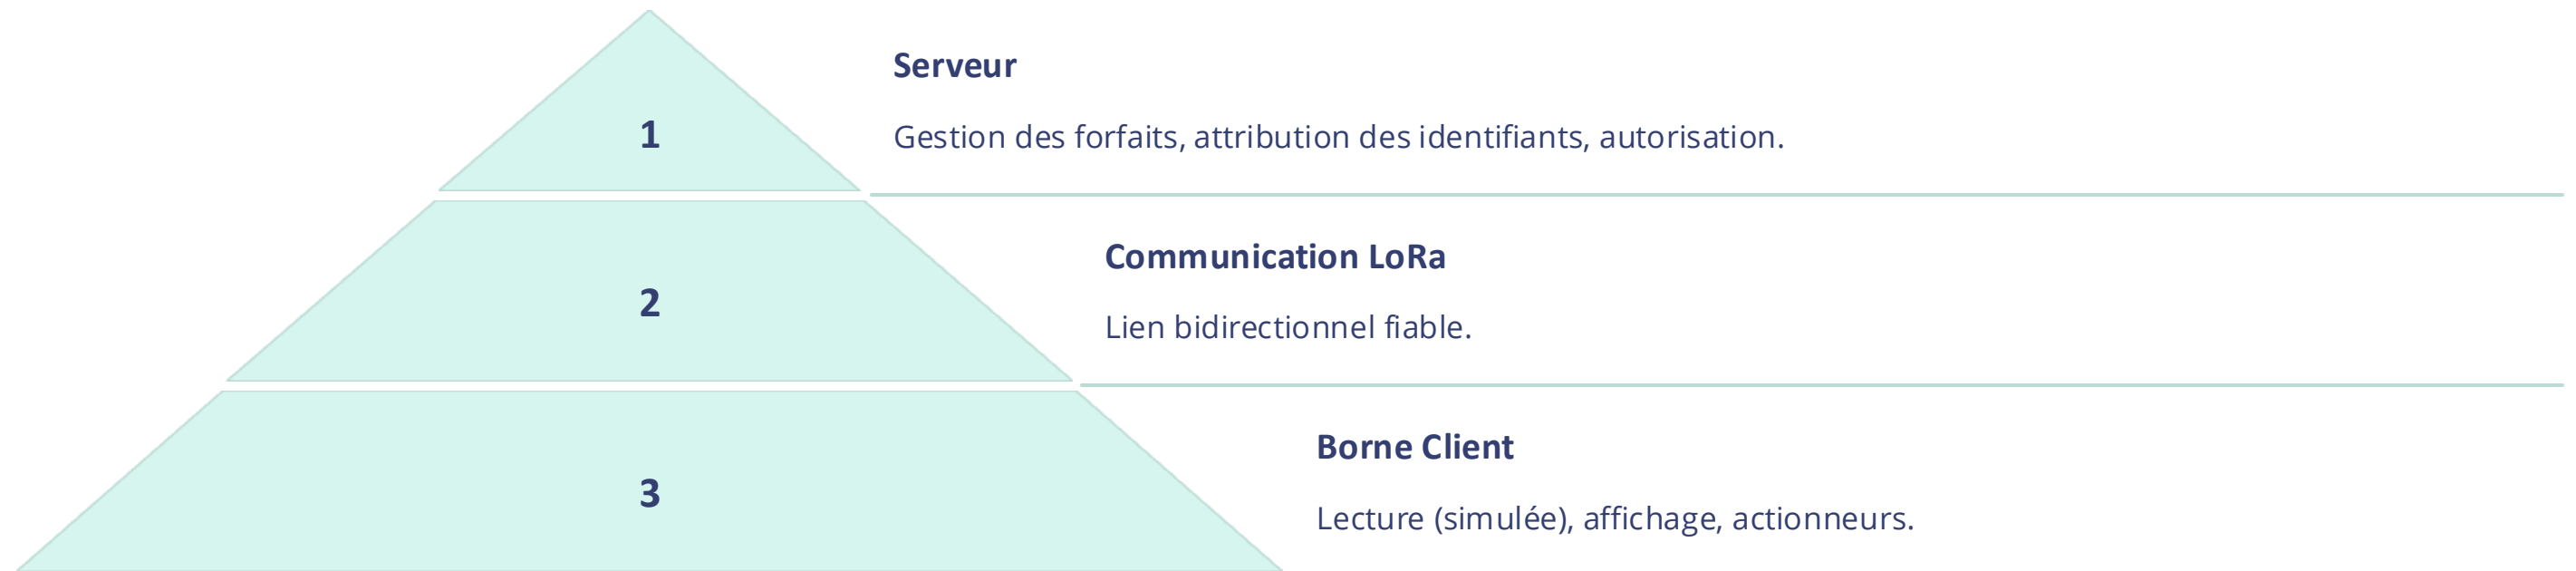 1
Serveur
Gestion des forfaits, attribution des identifiants, autorisation.
2
Communication LoRa
Lien bidirectionnel fiable.
3
Borne Client
Lecture (simulée), affichage, actionneurs.